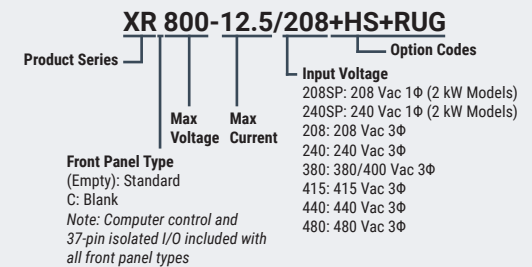 XR 800-12.5/208+HS+RUG
Product Series
Option Codes
Max
Voltage
Max
Current
Front Panel Type
(Empty): Standard
C: Blank
Note: Computer control and
37-pin isolated I/O included with
all front panel types
Input Voltage
208SP: 208 Vac 1Φ (2 kW Models)
240SP: 240 Vac 1Φ (2 kW Models)
208: 208 Vac 3Φ
240: 240 Vac 3Φ
380: 380/400 Vac 3Φ
415: 415 Vac 3Φ
440: 440 Vac 3Φ
480: 480 Vac 3Φ